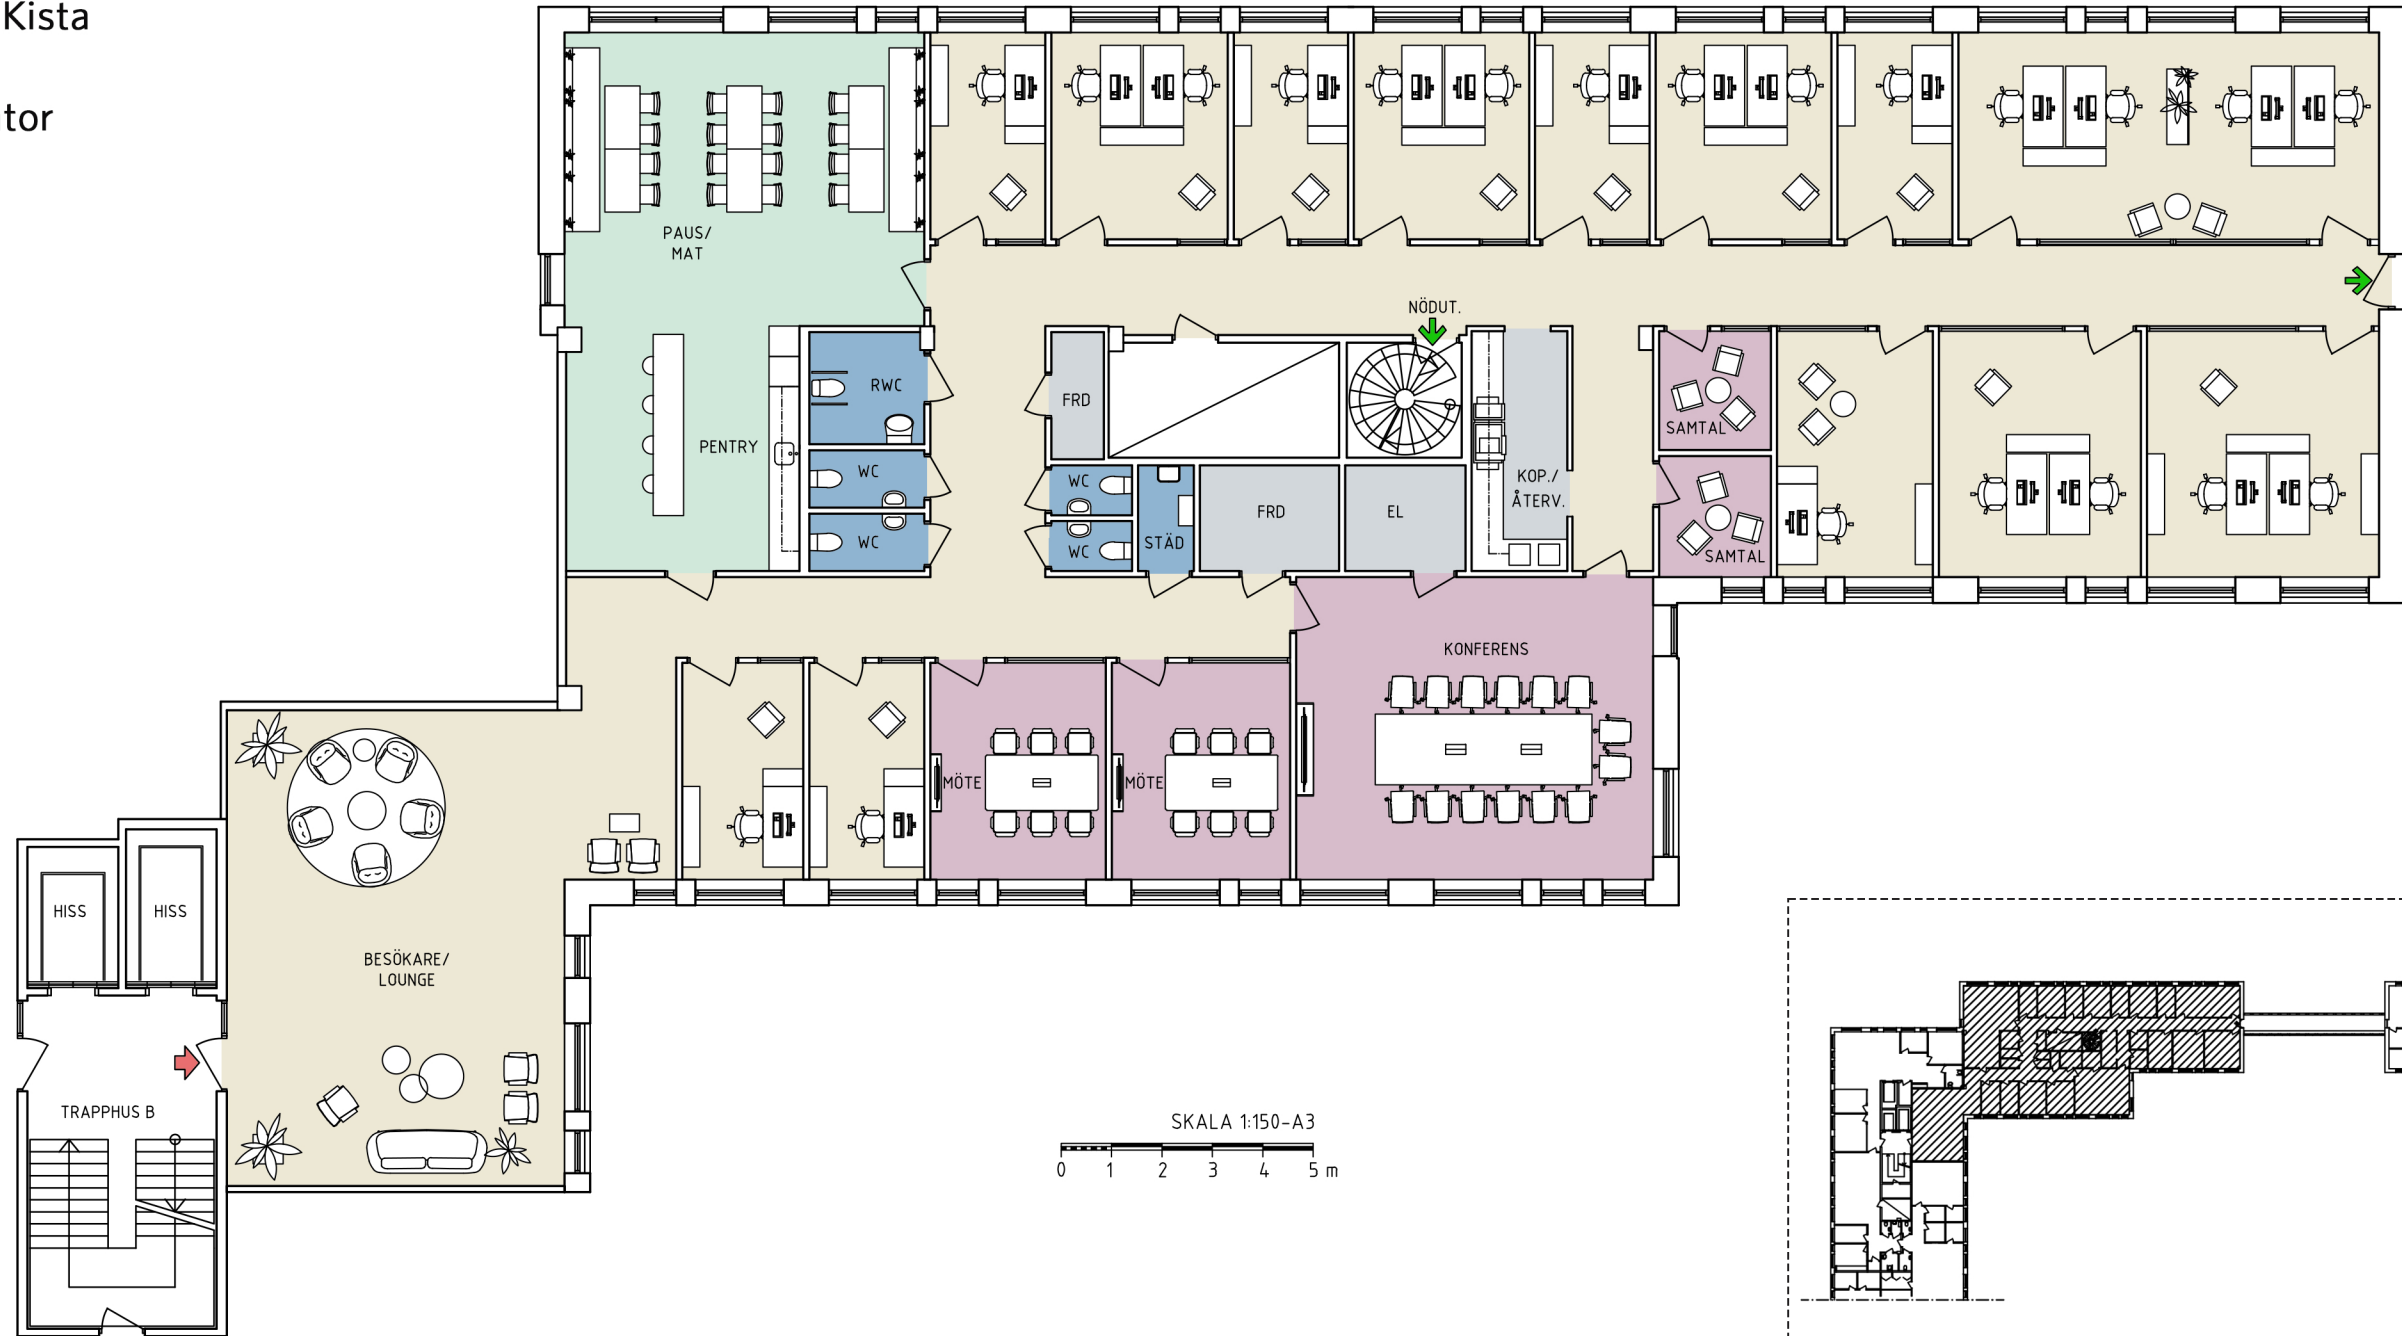 Kista
tor
PAUS/
MAT
NÖDUT.
RWC
FRD
SAMTAL
PENTRY
WC
WC
KOP./
ÅTERV.
FRD
EL
WC
WC
STÄD
SAMTAL
KONFERENS
MÖTE
MÖTE
HISS
HISS
BESÖKARE/
LOUNGE
TRAPPHUS B
SKALA 1:150-A3
0 1 2 3 4 5 m